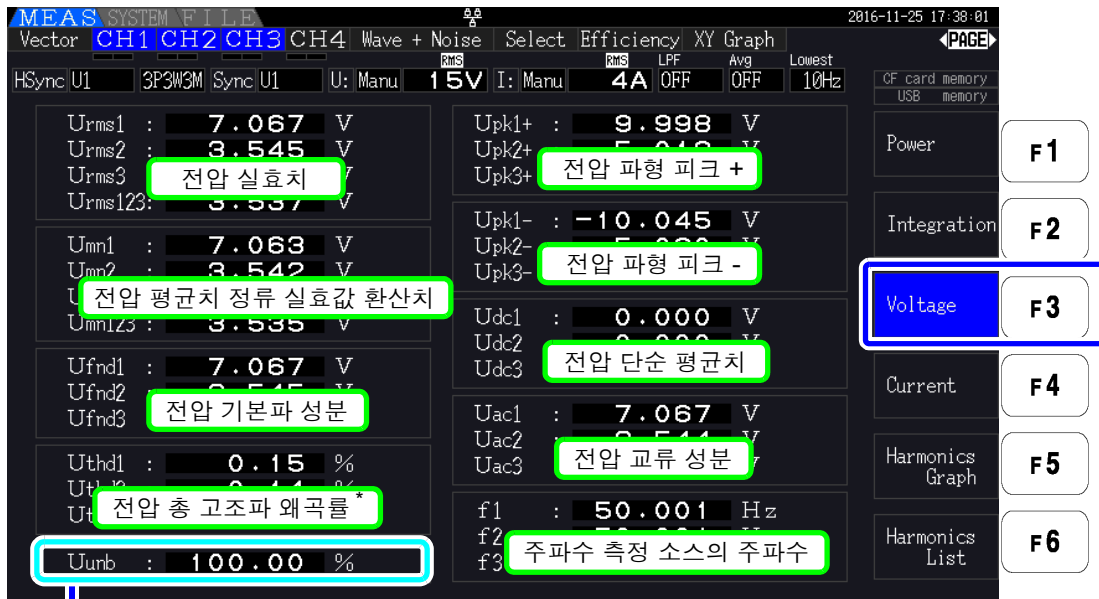 MEAS SYSTEM FILE 2016-11-25 17:38:01
Vector CH1 CH2 CH3 CH4 Wave + Noise Select Efficiency XY Graph PAGE
RMS RMS LPF Avg Lowest
HSync U1 3P3W3M Sync U1 U: Manu 15V I: Manu 4A OFF OFF 10Hz
CF card memory
USB memory
Urms1 : 7.067 V
Urms2 : 3.545 V
Urms3
Urms123: 3.537 V
전압 실효치
Umn1 : 7.063 V
Umn2 : 3.542 V
Umn123 : 3.535 V
전압 평균치 정류 실효값 환산치
Ufnd1 : 7.067 V
Ufnd2
Ufnd3
전압 기본파 성분
Uthd1 : 0.15 %
전압 총 고조파 왜곡률 *
Uunb : 100.00 %
Upk1+ : 9.998 V
Upk2+
Upk3+
전압 파형 피크 +
Upk1- : -10.045 V
Upk2-
Upk3-
전압 파형 피크 -
Udc1 : 0.000 V
Udc2
Udc3
전압 단순 평균치
Uac1 : 7.067 V
Uac2
Uac3
전압 교류 성분
f1 : 50.001 Hz
f2
f3
주파수 측정 소스의 주파수
Power F1
Integration F2
Voltage F3
Current F4
Harmonics
Graph F5
Harmonics
List F6